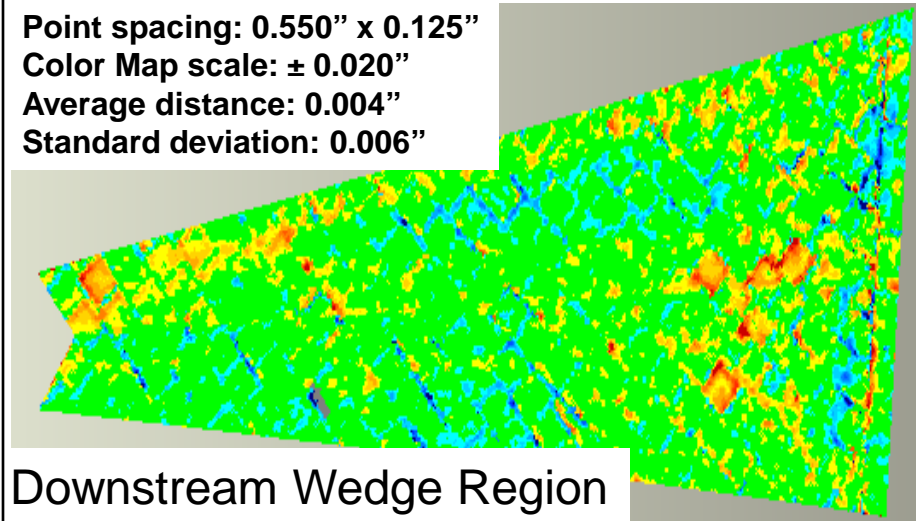 Point spacing: 0.550” x 0.125”
Color Map scale: ± 0.020”
Average distance: 0.004”
Standard deviation: 0.006”
Downstream Wedge Region